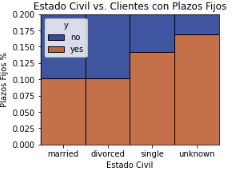 Estado Civil vs. Clientes con Plazos Fijos
y
no
yes
Plazos Fijos %
0.200
0.175
0.150
0.125
0.100
0.075
0.050
0.025
0.000
married divorced single unknown
Estado Civil